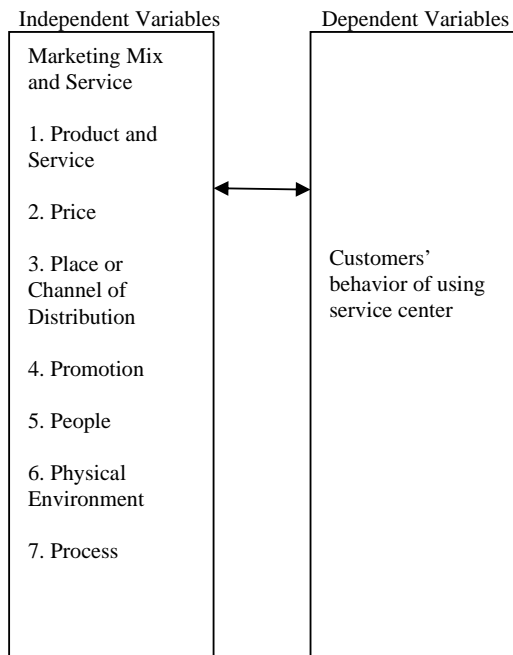 Independent Variables
Dependent Variables
Marketing Mix
and Service
1. Product and
Service
2. Price
3. Place or
Channel of
Distribution
4. Promotion
5. People
6. Physical
Environment
7. Process
Customers’
behavior of using
service center